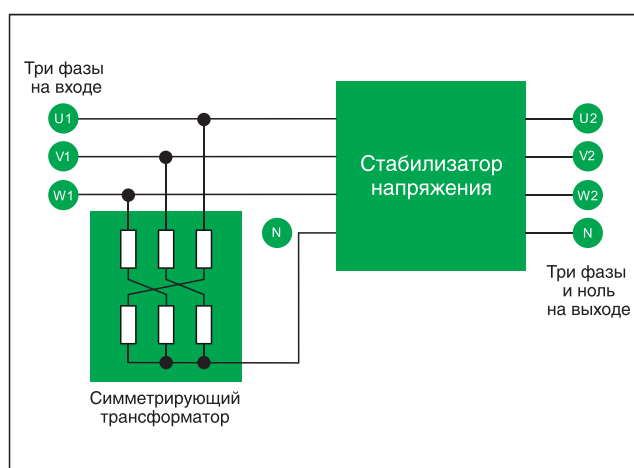 Три фазы
на входе
U1
V1
W1
N
Стабилизатор
напряжения
U2
V2
W2
N
Три фазы
и ноль
на выходе
Симметрирующий
трансформатор